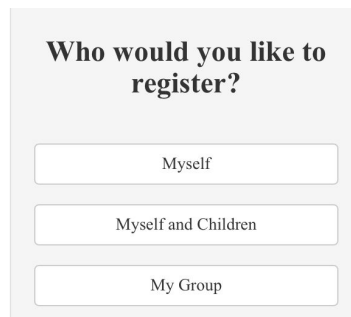 Who would you like to
register?
Myself
Myself and Children
My Group